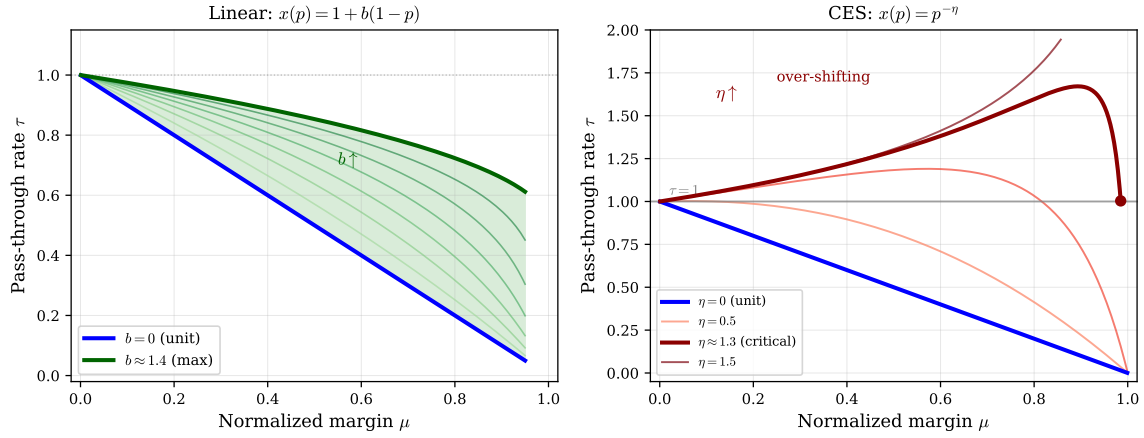 Linear: x(p) = 1 + b(1 − p)
Pass-through rate τ
1.0
0.8
0.6
0.4
0.2
0.0
b↑
b = 0 (unit)
b ≈ 1.4 (max)
0.0 0.2 0.4 0.6 0.8 1.0
Normalized margin μ
CES: x(p) = p^{−η}
Pass-through rate τ
2.00
1.75
1.50
1.25
1.00
0.75
0.50
0.25
0.00
over-shifting
η↑
τ = 1
η = 0 (unit)
η = 0.5
η ≈ 1.3 (critical)
η = 1.5
0.0 0.2 0.4 0.6 0.8 1.0
Normalized margin μ